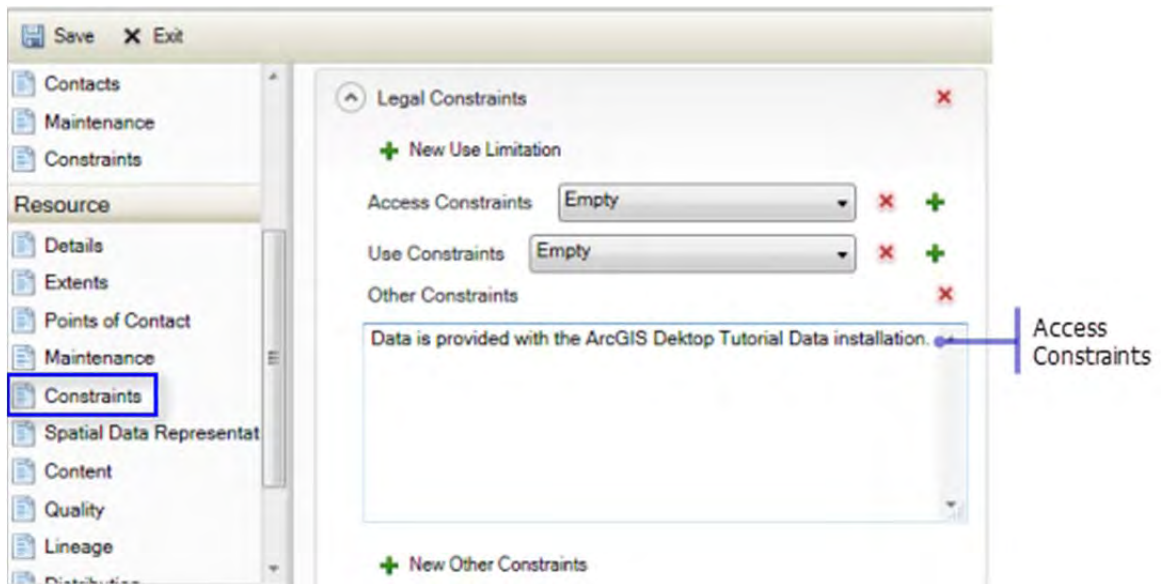 Save Exit
Contacts
Maintenance
Constraints
Resource
Details
Extents
Points of Contact
Maintenance
Constraints
Spatial Data Representat
Content
Quality
Lineage
Distribution
Legal Constraints
New Use Limitation
Access Constraints Empty
Use Constraints Empty
Other Constraints
Data is provided with the ArcGIS Dektop Tutorial Data installation.
New Other Constraints
Access
Constraints